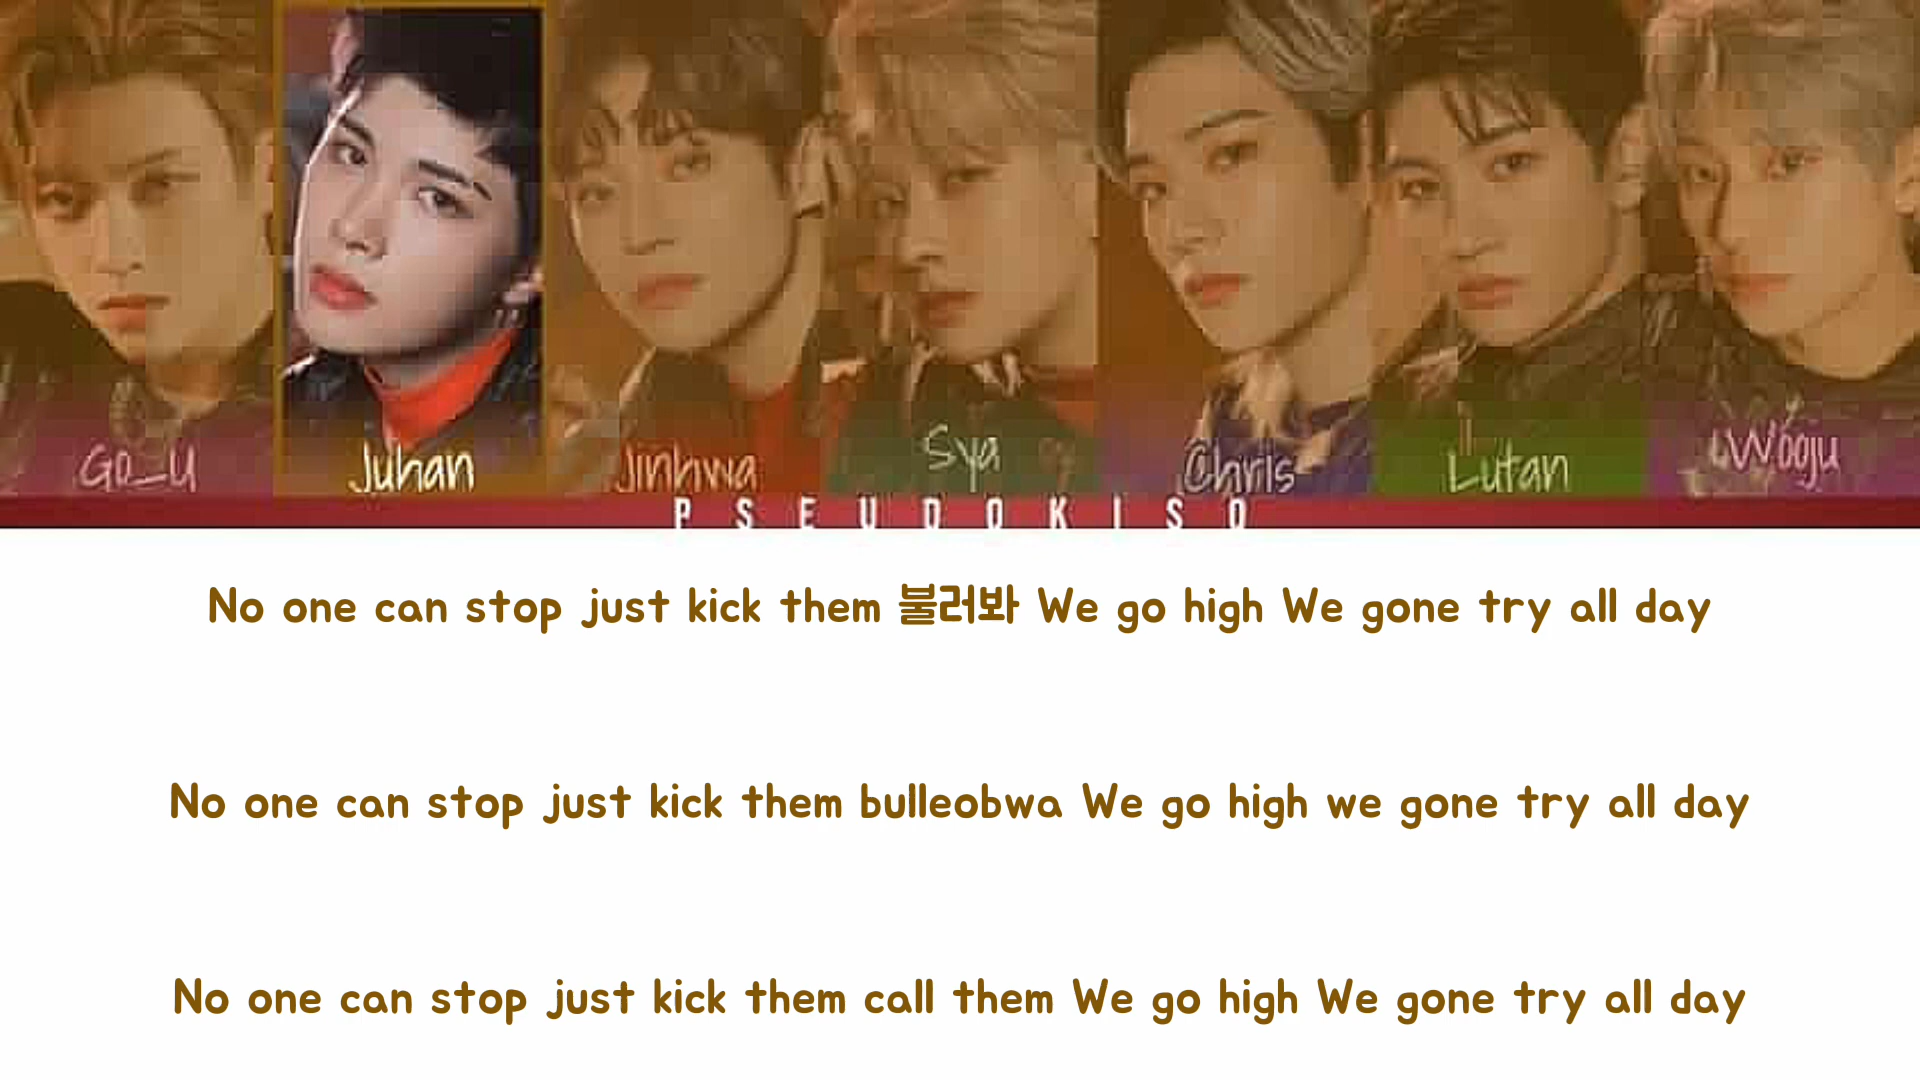 Go_U Juhan Jinhwa Sya Chris Lutan Wooju
PSEUDOKISO
No one can stop just kick them 불러봐 We go high We gone try all day
No one can stop just kick them bulleobwa We go high we gone try all day
No one can stop just kick them call them We go high We gone try all day